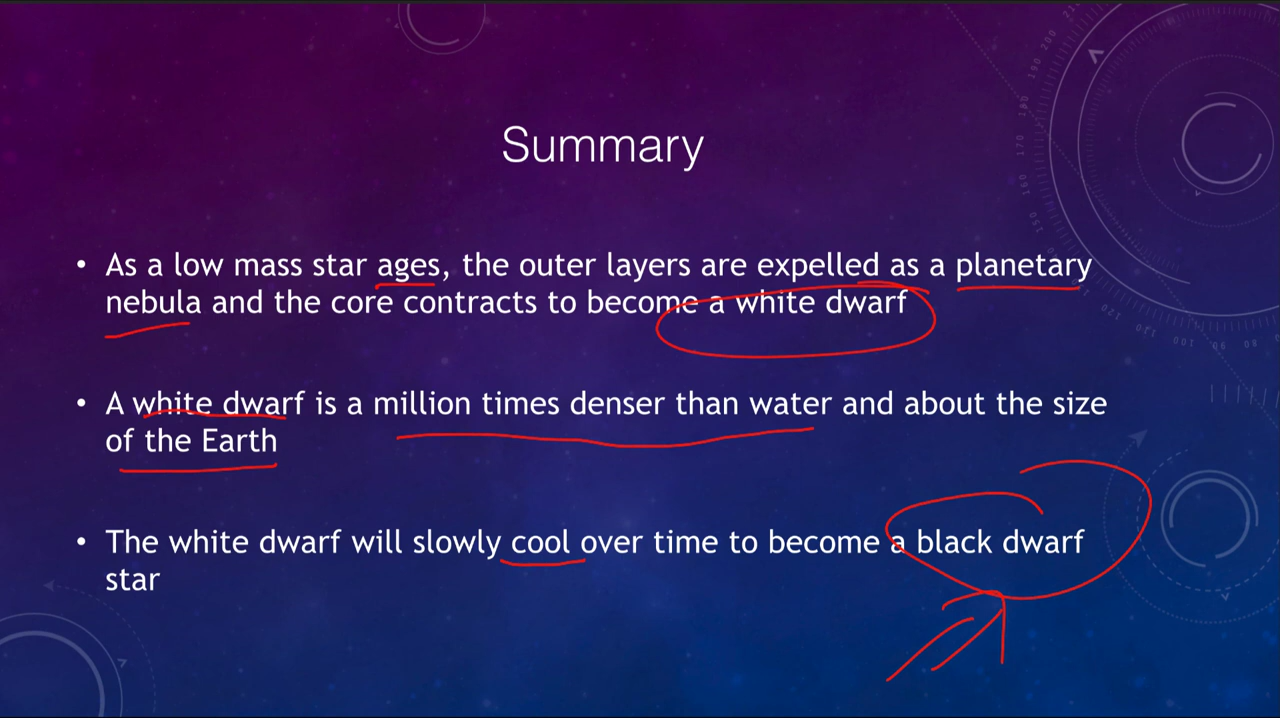 Summary
• As a low mass star ages, the outer layers are expelled as a planetary
nebula and the core contracts to become a white dwarf
• A white dwarf is a million times denser than water and about the size
of the Earth
• The white dwarf will slowly cool over time to become a black dwarf
star